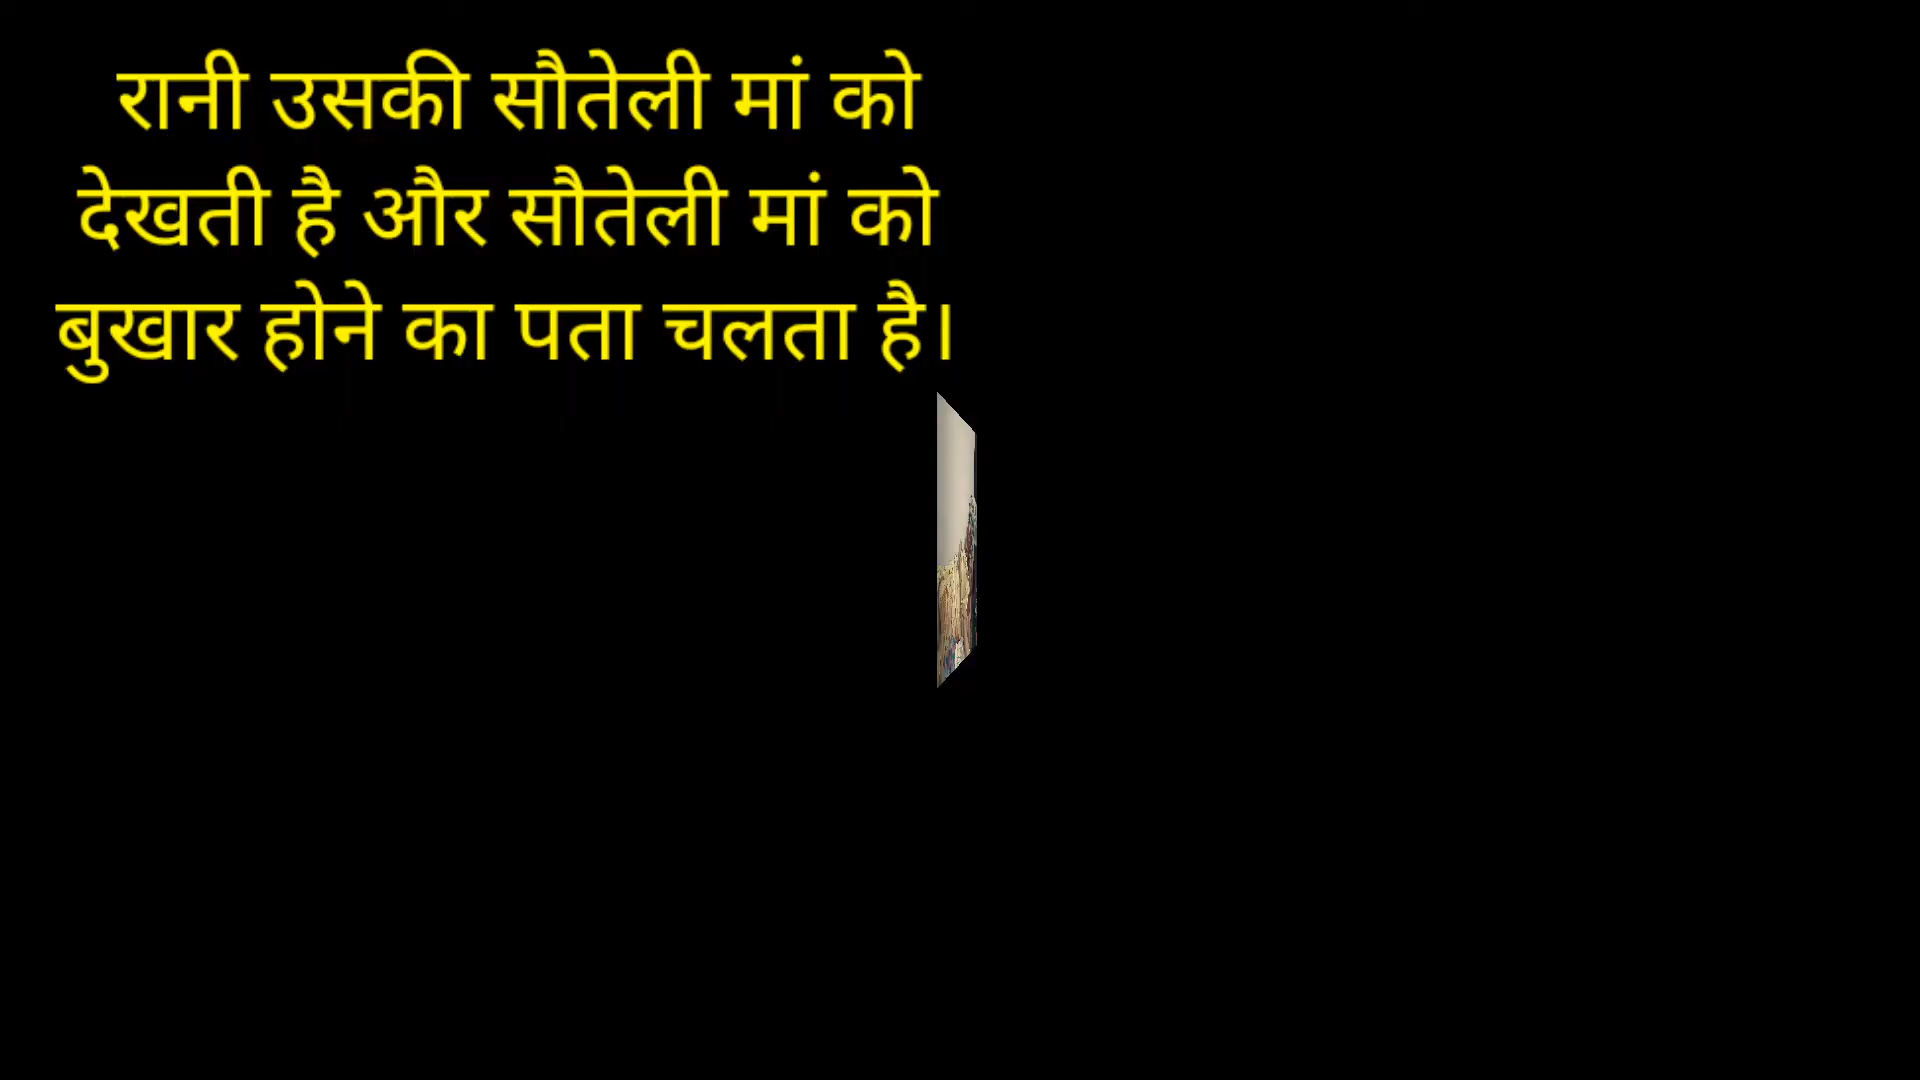 रानी उसकी सौतेली मां को
देखती है और सौतेली मां को
बुखार होने का पता चलता है।